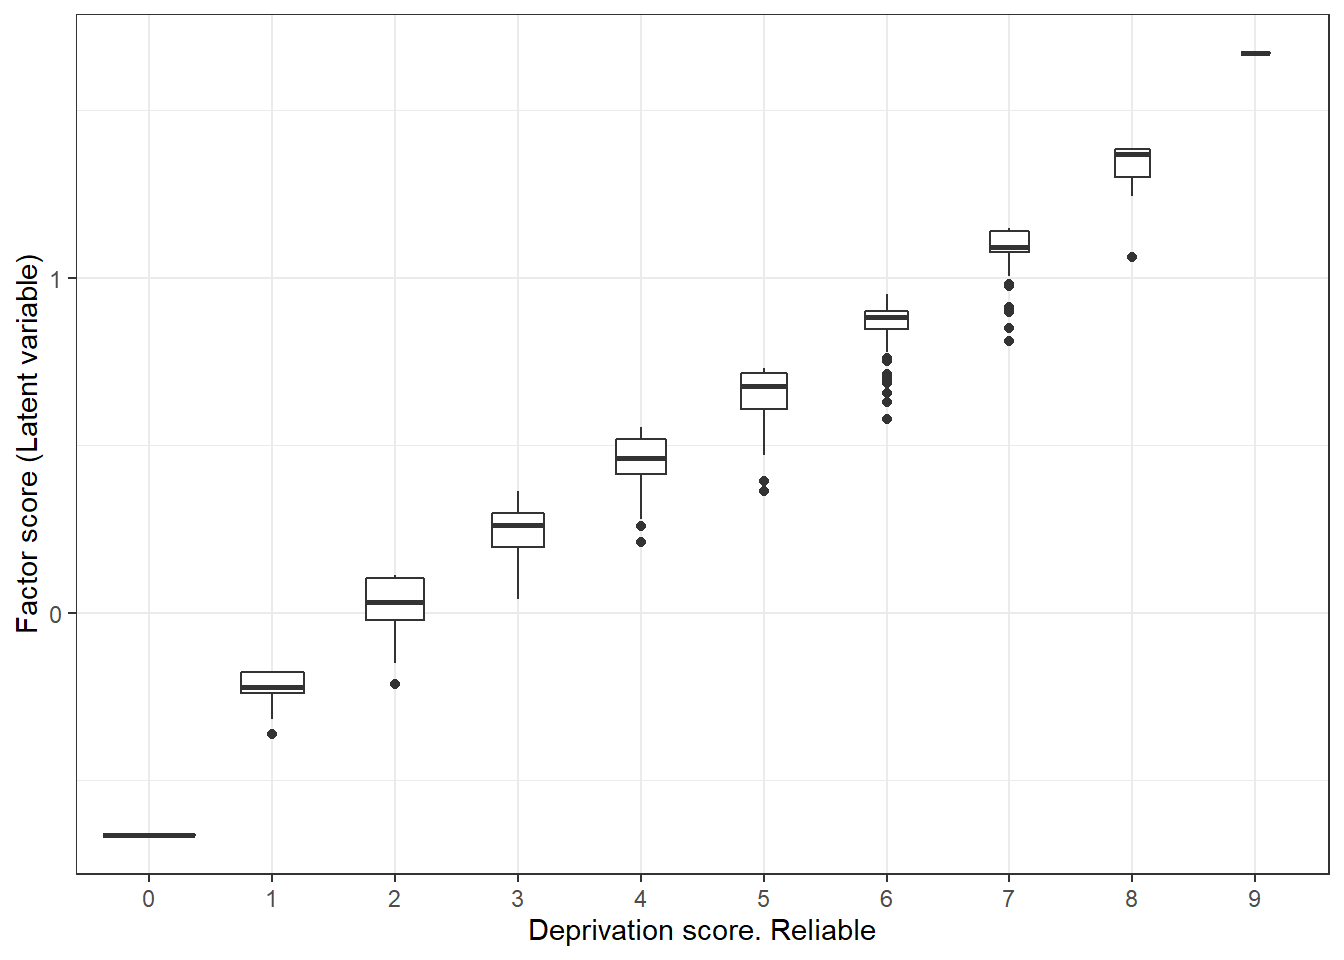 Factor score (Latent variable)
1
0
0 1 2 3 4 5 6 7 8 9
Deprivation score. Reliable